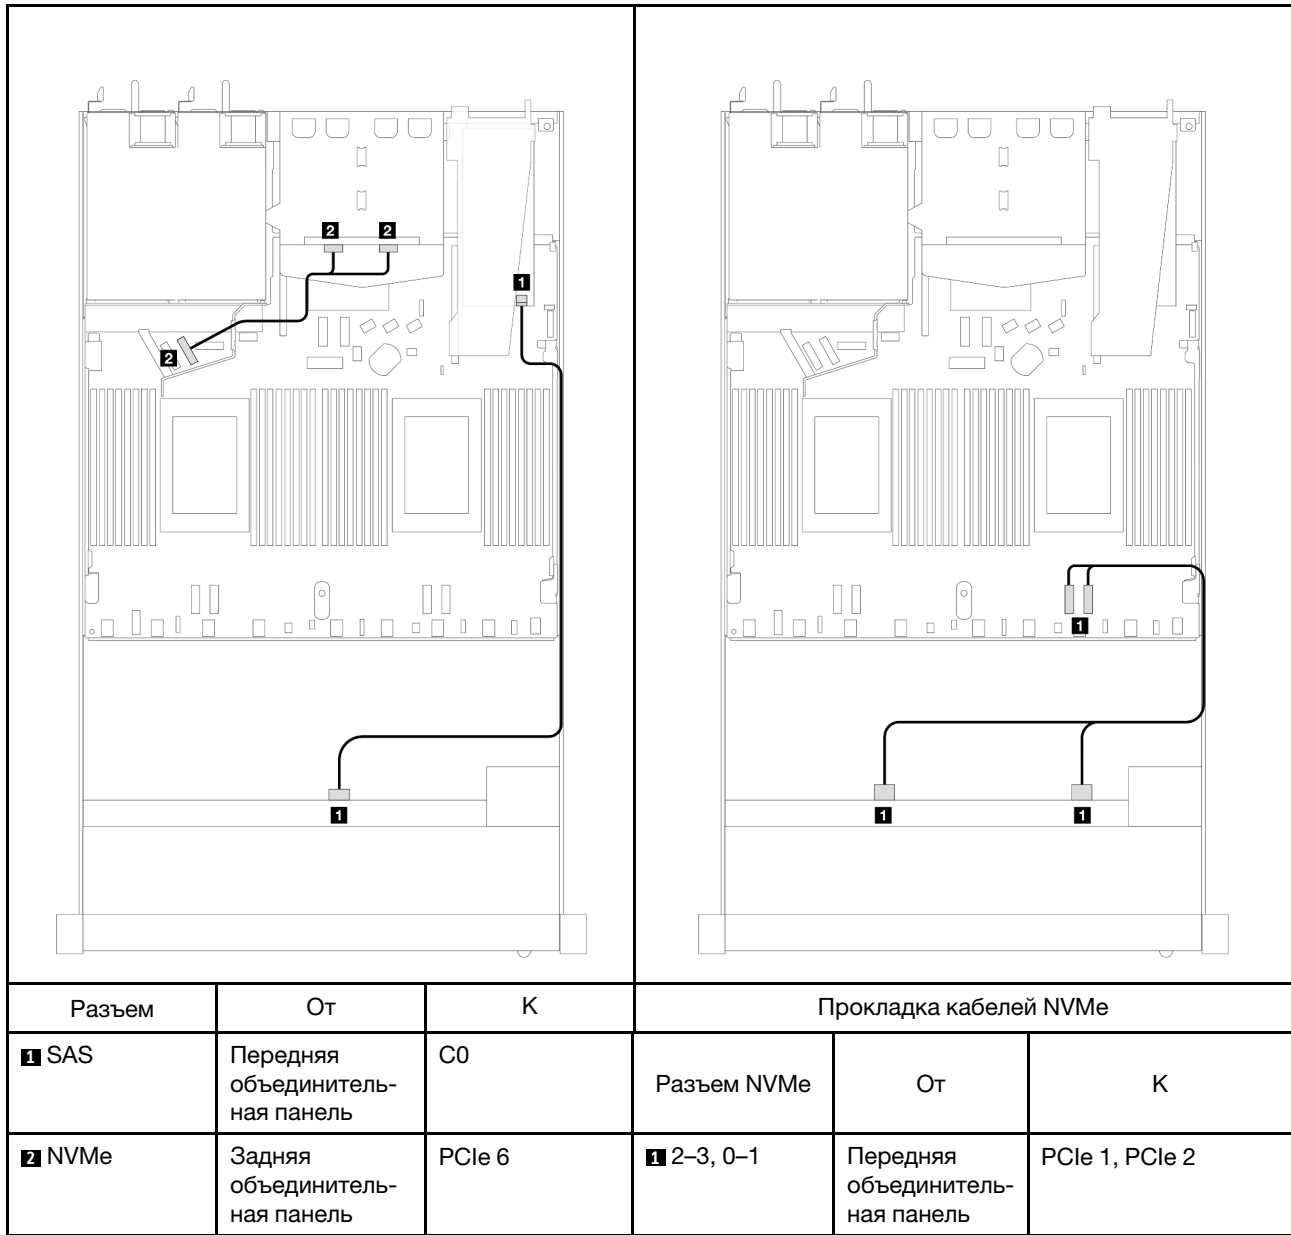 2 2
1
2
1
1
1 1
Разъем От К Прокладка кабелей NVMe
1 SAS Передняя объединитель-
ная панель C0
Разъем NVMe От К
2 NVMe Задняя объединитель-
ная панель PCIe 6
1 2–3, 0–1 Передняя объединитель-
ная панель PCIe 1, PCIe 2